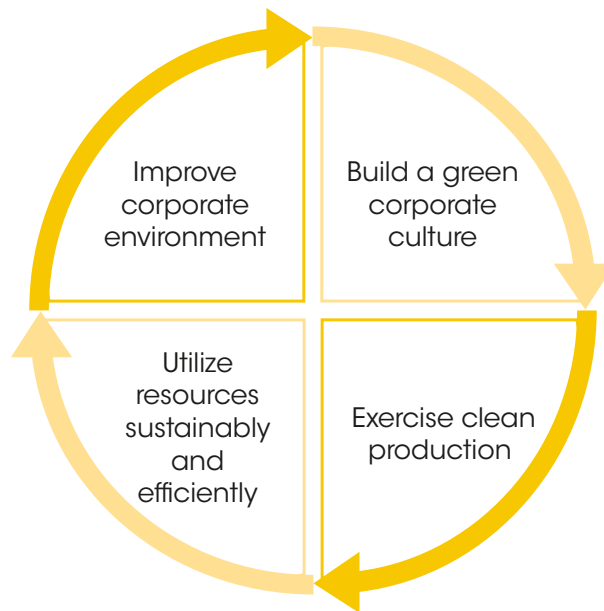 Improve
corporate
environment
Build a green
corporate
culture
Utilize
resources
sustainably
and
efficiently
Exercise clean
production